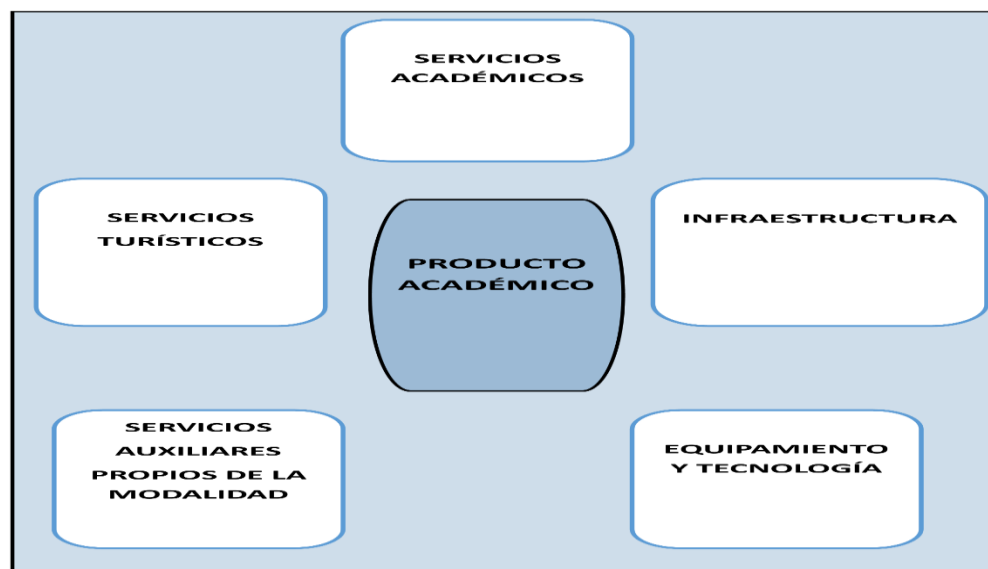 SERVICIOS
ACADÉMICOS
SERVICIOS
TURÍSTICOS
INFRAESTRUCTURA
PRODUCTO
ACADÉMICO
SERVICIOS
AUXILIARES
PROPIOS DE LA
MODALIDAD
EQUIPAMIENTO
Y TECNOLOGÍA